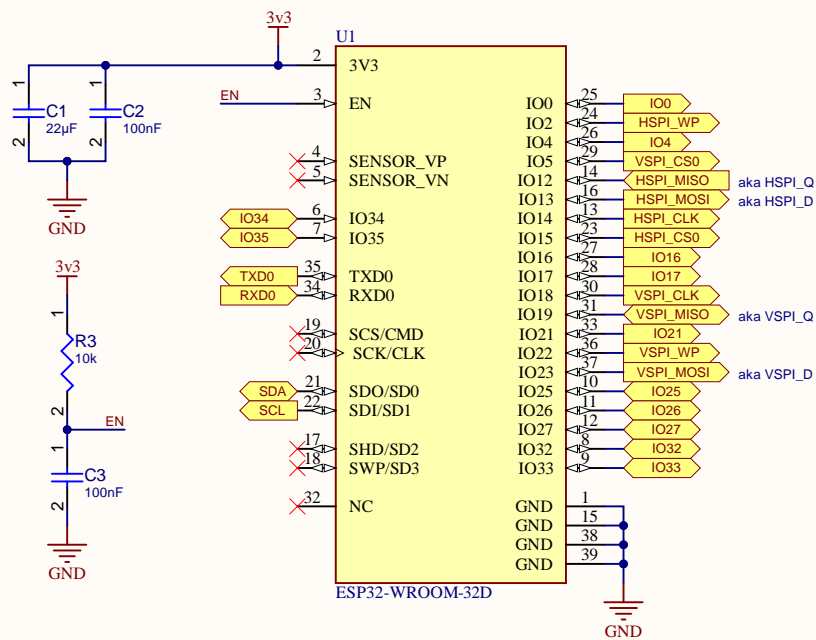 3v3
U1
2 3V3
3 EN
EN
1
C1
22µF
2
1
C2
100nF
2
GND
4 SENSOR_VP
5 SENSOR_VN
IO34 6 IO34
IO35 7 IO35
TXD0 35 TXD0
RXD0 34 RXD0
19 SCS/CMD
20 SCK/CLK
SDA 21 SDO/SD0
SCL 22 SDI/SD1
17 SHD/SD2
18 SWP/SD3
32 NC
IO0 25 IO0
IO2 24 HSPI_WP
IO4 26 IO4
IO5 29 VSPI_CS0
IO12 14 HSPI_MISO aka HSPI_Q
IO13 16 HSPI_MOSI aka HSPI_D
IO14 13 HSPI_CLK
IO15 23 HSPI_CS0
IO16 27 IO16
IO17 28 IO17
IO18 30 VSPI_CLK
IO19 31 VSPI_MISO aka VSPI_Q
IO21 33 IO21
IO22 36 VSPI_WP
IO23 37 VSPI_MOSI aka VSPI_D
IO25 10 IO25
IO26 11 IO26
IO27 12 IO27
IO32 8 IO32
IO33 9 IO33
GND 1
GND 15
GND 38
GND 39
ESP32-WROOM-32D
GND
3v3
1
R3
10k
2
EN
1
C3
100nF
2
GND